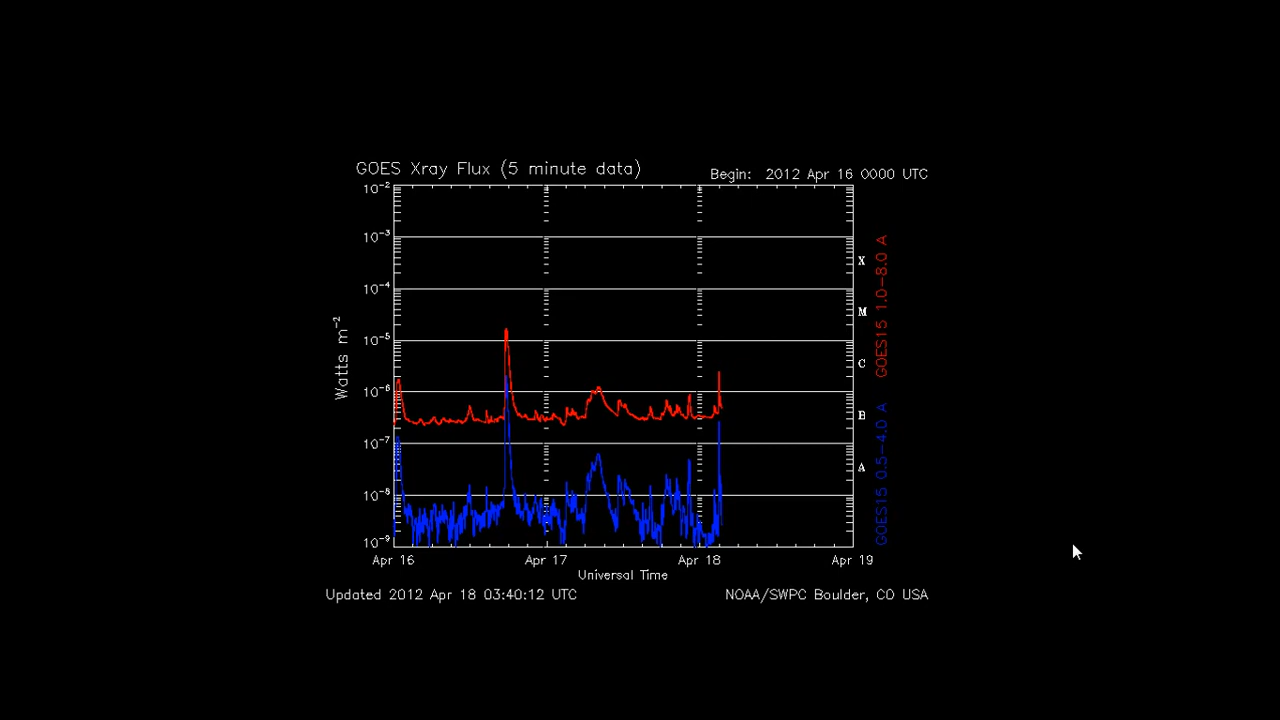 GOES Xray Flux (5 minute data)
Begin: 2012 Apr 16 0000 UTC
10⁻²
10⁻³
10⁻⁴
10⁻⁵
10⁻⁶
10⁻⁷
10⁻⁸
10⁻⁹
Watts m⁻²
X
M
C
B
A
GOES15 1.0-8.0 A
GOES15 0.5-4.0 A
Apr 16
Apr 17
Apr 18
Apr 19
Universal Time
Updated 2012 Apr 18 03:40:12 UTC
NOAA/SWPC Boulder, CO USA